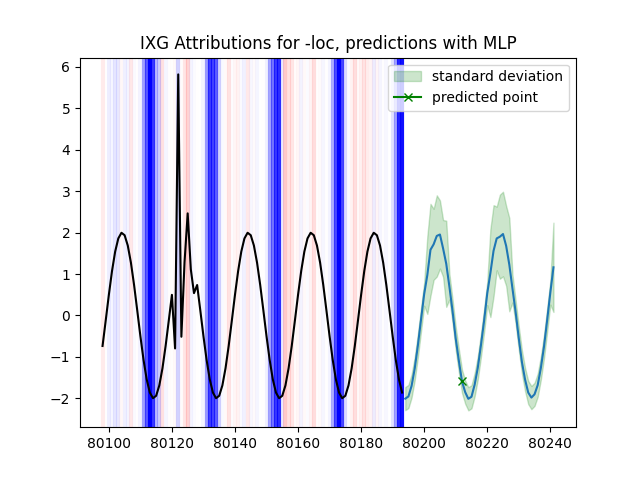 IXG Attributions for -loc, predictions with MLP
standard deviation
predicted point
6
5
4
3
2
1
0
−1
−2
80100 80120 80140 80160 80180 80200 80220 80240